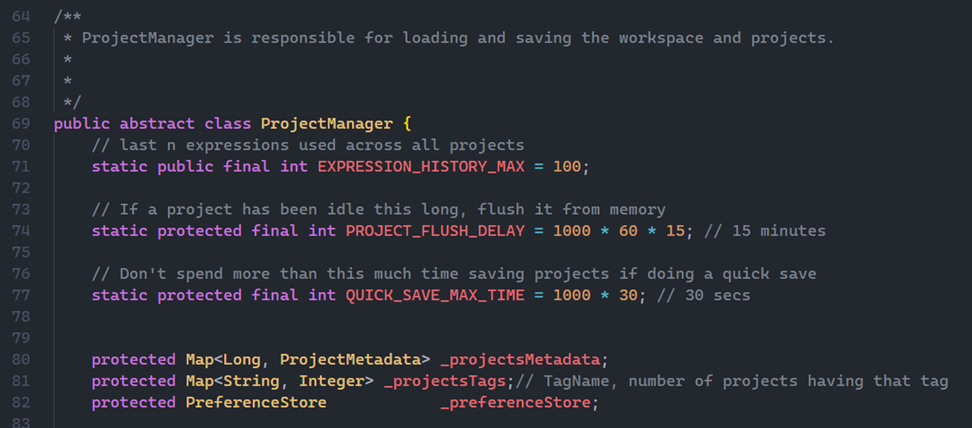 64 /**
65  * ProjectManager is responsible for loading and saving the workspace and projects.
66  *
67  *
68  */
69 public abstract class ProjectManager {
70     // last n expressions used across all projects
71     static public final int EXPRESSION_HISTORY_MAX = 100;
72
73     // If a project has been idle this long, flush it from memory
74     static protected final int PROJECT_FLUSH_DELAY = 1000 * 60 * 15; // 15 minutes
75
76     // Don't spend more than this much time saving projects if doing a quick save
77     static protected final int QUICK_SAVE_MAX_TIME = 1000 * 30; // 30 secs
78
79
80     protected Map<Long, ProjectMetadata> _projectsMetadata;
81     protected Map<String, Integer> _projectsTags;// TagName, number of projects having that tag
82     protected PreferenceStore            _preferenceStore;
83